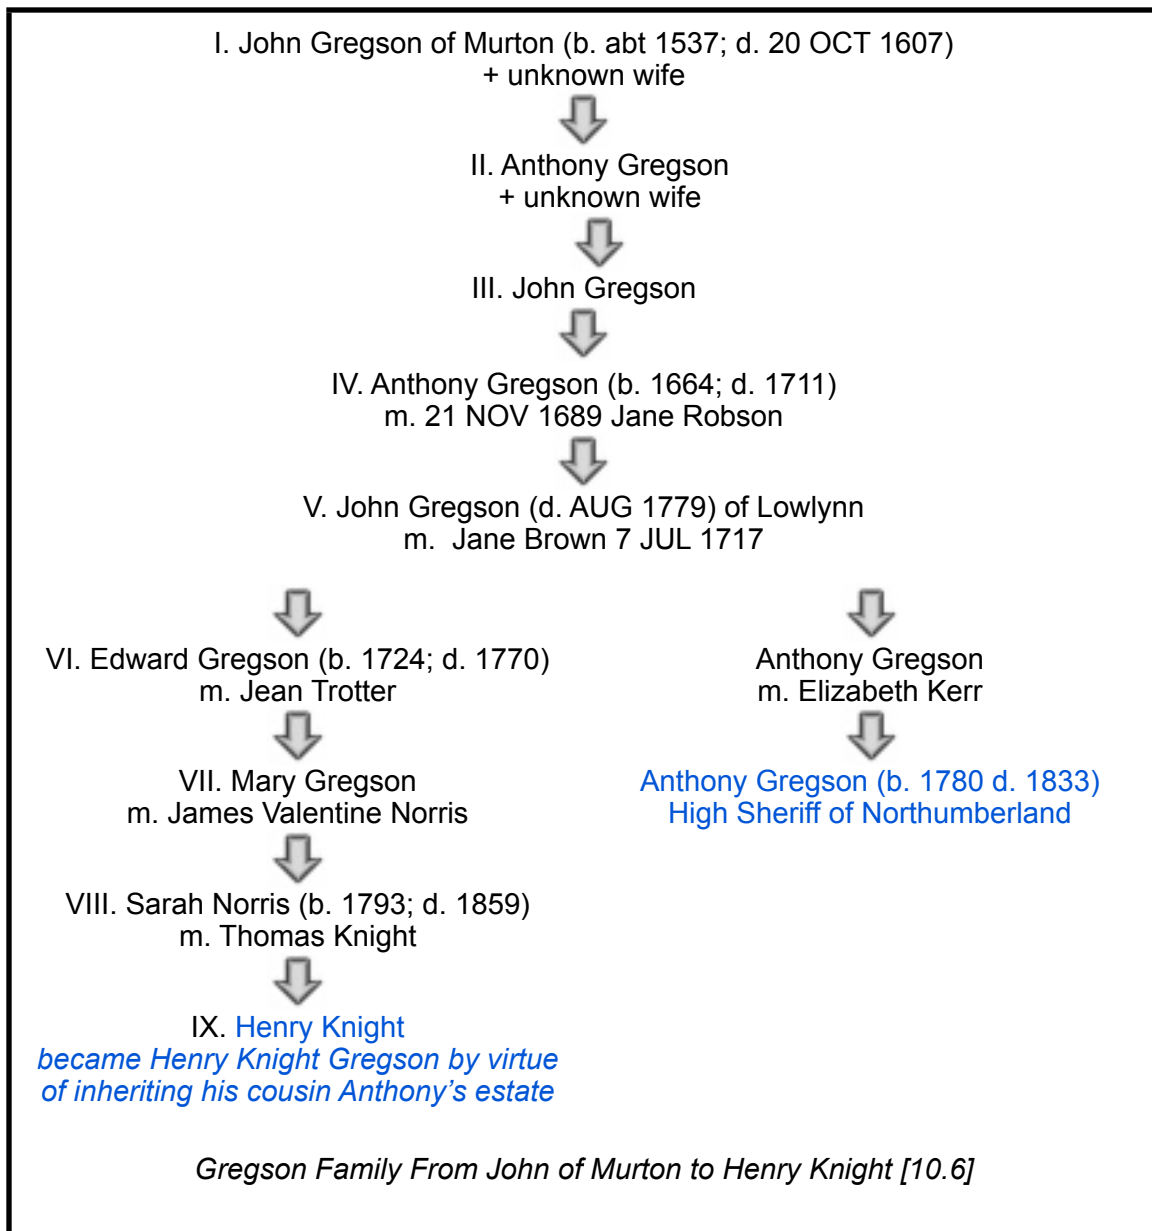 I. John Gregson of Murton (b. abt 1537; d. 20 OCT 1607)
+ unknown wife
II. Anthony Gregson
+ unknown wife
III. John Gregson
IV. Anthony Gregson (b. 1664; d. 1711)
m. 21 NOV 1689 Jane Robson
V. John Gregson (d. AUG 1779) of Lowlynn
m. Jane Brown 7 JUL 1717
VI. Edward Gregson (b. 1724; d. 1770)
m. Jean Trotter
VII. Mary Gregson
m. James Valentine Norris
VIII. Sarah Norris (b. 1793; d. 1859)
m. Thomas Knight
IX. Henry Knight
became Henry Knight Gregson by virtue
of inheriting his cousin Anthony's estate
Anthony Gregson
m. Elizabeth Kerr
Anthony Gregson (b. 1780 d. 1833)
High Sheriff of Northumberland
Gregson Family From John of Murton to Henry Knight [10.6]